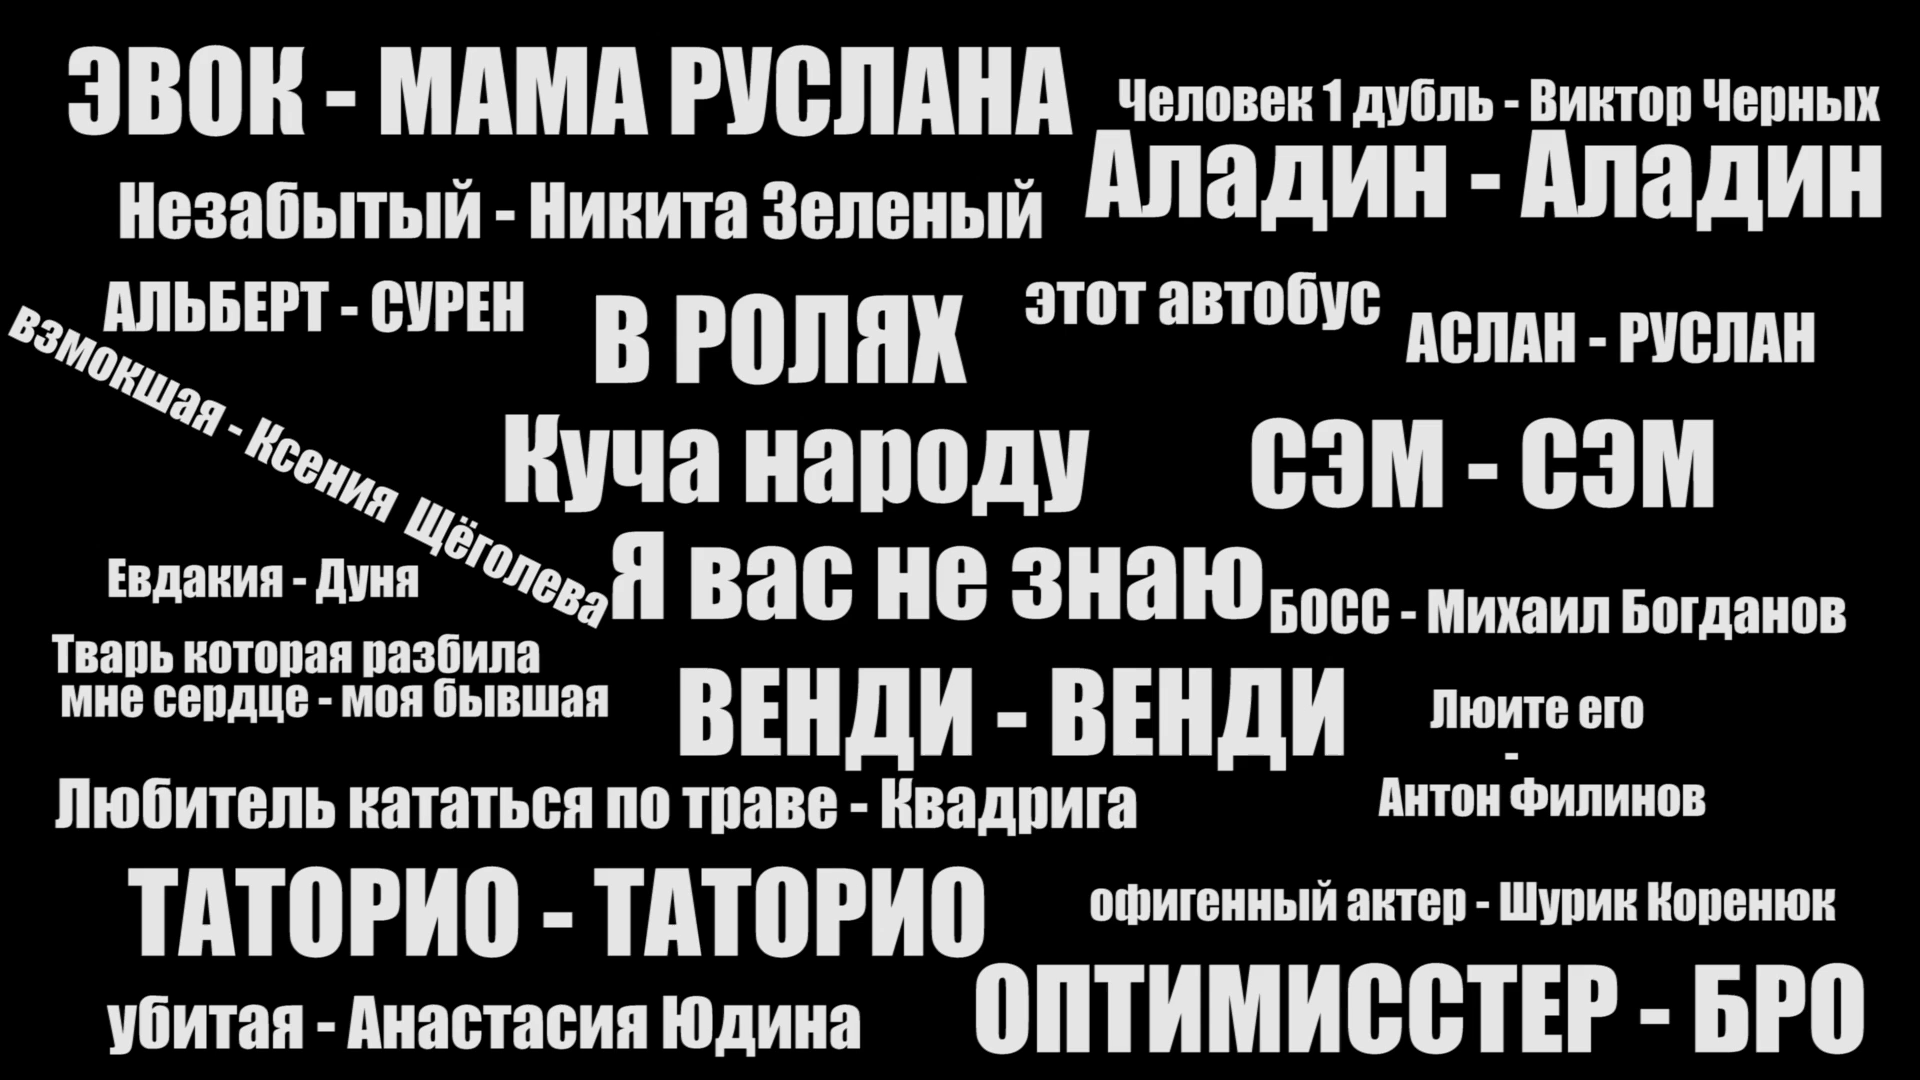 ЭВОК - МАМА РУСЛАНА
Человек 1 дубль - Виктор Черных
Аладин - Аладин
Незабытый - Никита Зеленый
АЛЬБЕРТ - СУРЕН
В РОЛЯХ
этот автобус
АСЛАН - РУСЛАН
взмокшая - Ксения Щёголева
Куча народу
СЭМ - СЭМ
Я вас не знаю
Евдакия - Дуня
БОСС - Михаил Богданов
Тварь которая разбила
мне сердце - моя бывшая
ВЕНДИ - ВЕНДИ
Люите его
-
Антон Филинов
Любитель кататься по траве - Квадрига
ТАТОРИО - ТАТОРИО
офигенный актер - Шурик Коренюк
убитая - Анастасия Юдина
ОПТИМИССТЕР - БРО